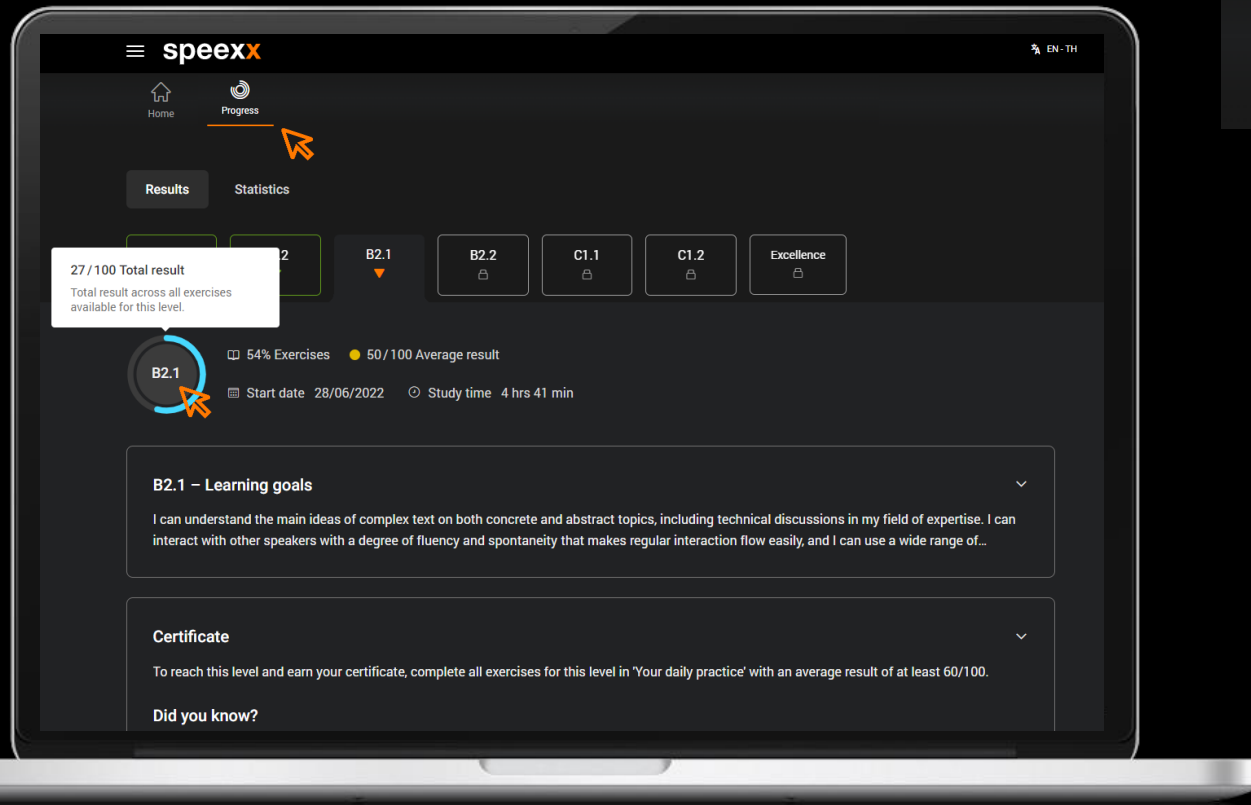 speexx
EN - TH
Home
Progress
Results
Statistics
27/100 Total result
Total result across all exercises
available for this level.
.2
B2.1
B2.2
C1.1
C1.2
Excellence
B2.1
54% Exercises
50/100 Average result
Start date 28/06/2022
Study time 4 hrs 41 min
B2.1 – Learning goals
I can understand the main ideas of complex text on both concrete and abstract topics, including technical discussions in my field of expertise. I can
interact with other speakers with a degree of fluency and spontaneity that makes regular interaction flow easily, and I can use a wide range of…
Certificate
To reach this level and earn your certificate, complete all exercises for this level in 'Your daily practice' with an average result of at least 60/100.
Did you know?